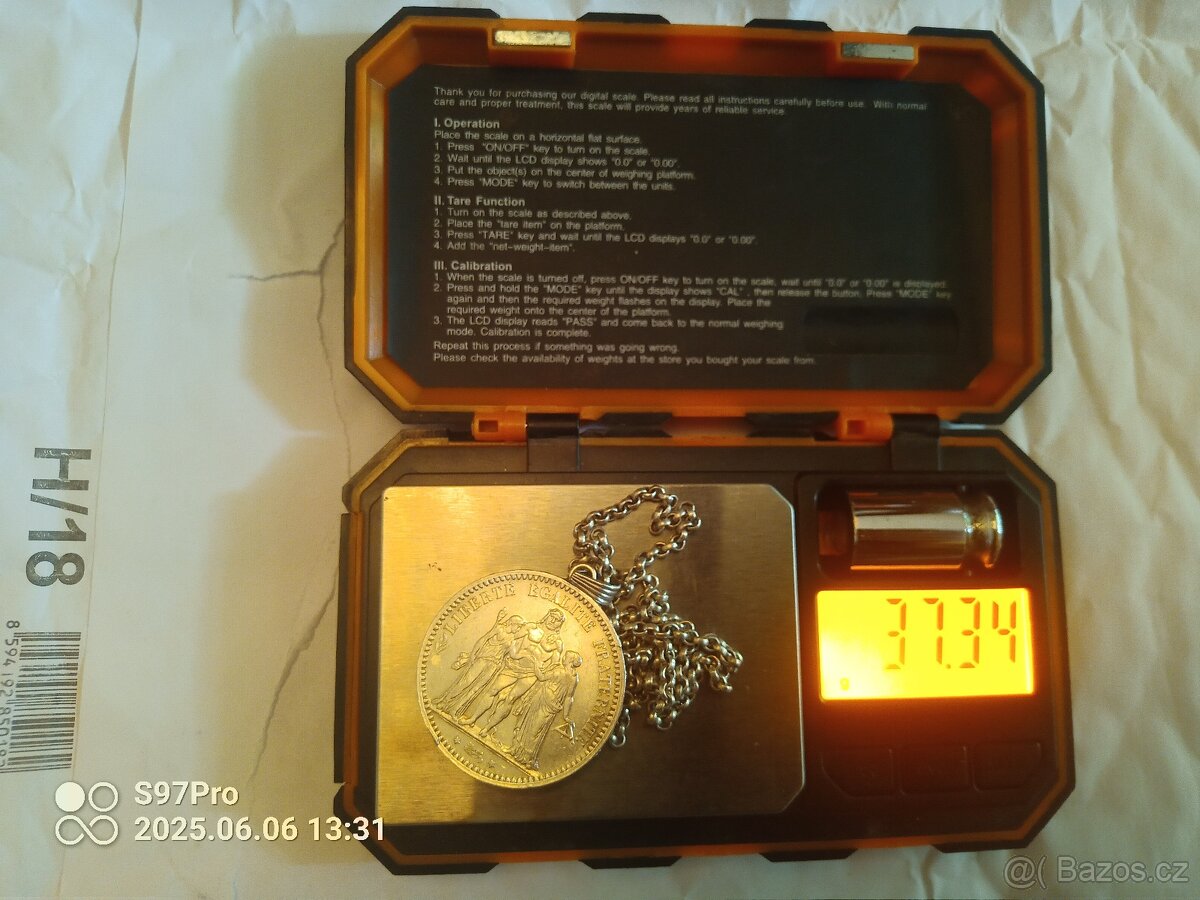 Thank you for purchasing our digital scale. Please read all instructions carefully before use. With normal
care and proper treatment, this scale will provide years of reliable service.
I. Operation
Place the scale on a horizontal flat surface.
1. Press "ON/OFF" key to turn on the scale.
2. Wait until the LCD display shows "0.0" or "0.00".
3. Put the object(s) on the center of weighing platform.
4. Press "MODE" key to switch between the units.
II. Tare Function
1. Turn on the scale as described above.
2. Place the "tare item" on the platform.
3. Press "TARE" key and wait until the LCD displays "0.0" or "0.00".
4. Add the "net-weight-item".
III. Calibration
1. When the scale is turned off, press ON/OFF key to turn on the scale, wait until "0.0" or "0.00" is displayed.
2. Press and hold the "MODE" key until the display shows "CAL", then release the button. Press "MODE" key
again and then the required weight flashes on the display. Place the
required weight onto the center of the platform.
3. The LCD display reads "PASS" and come back to the normal weighing
mode. Calibration is complete.
Repeat this process if something was going wrong.
Please check the availability of weights at the store you bought your scale from.
H/18
LIBERTÉ EGALITÉ FRATERNITÉ
37.34
g
S97Pro
2025.06.06 13:31
@( Bazos.cz